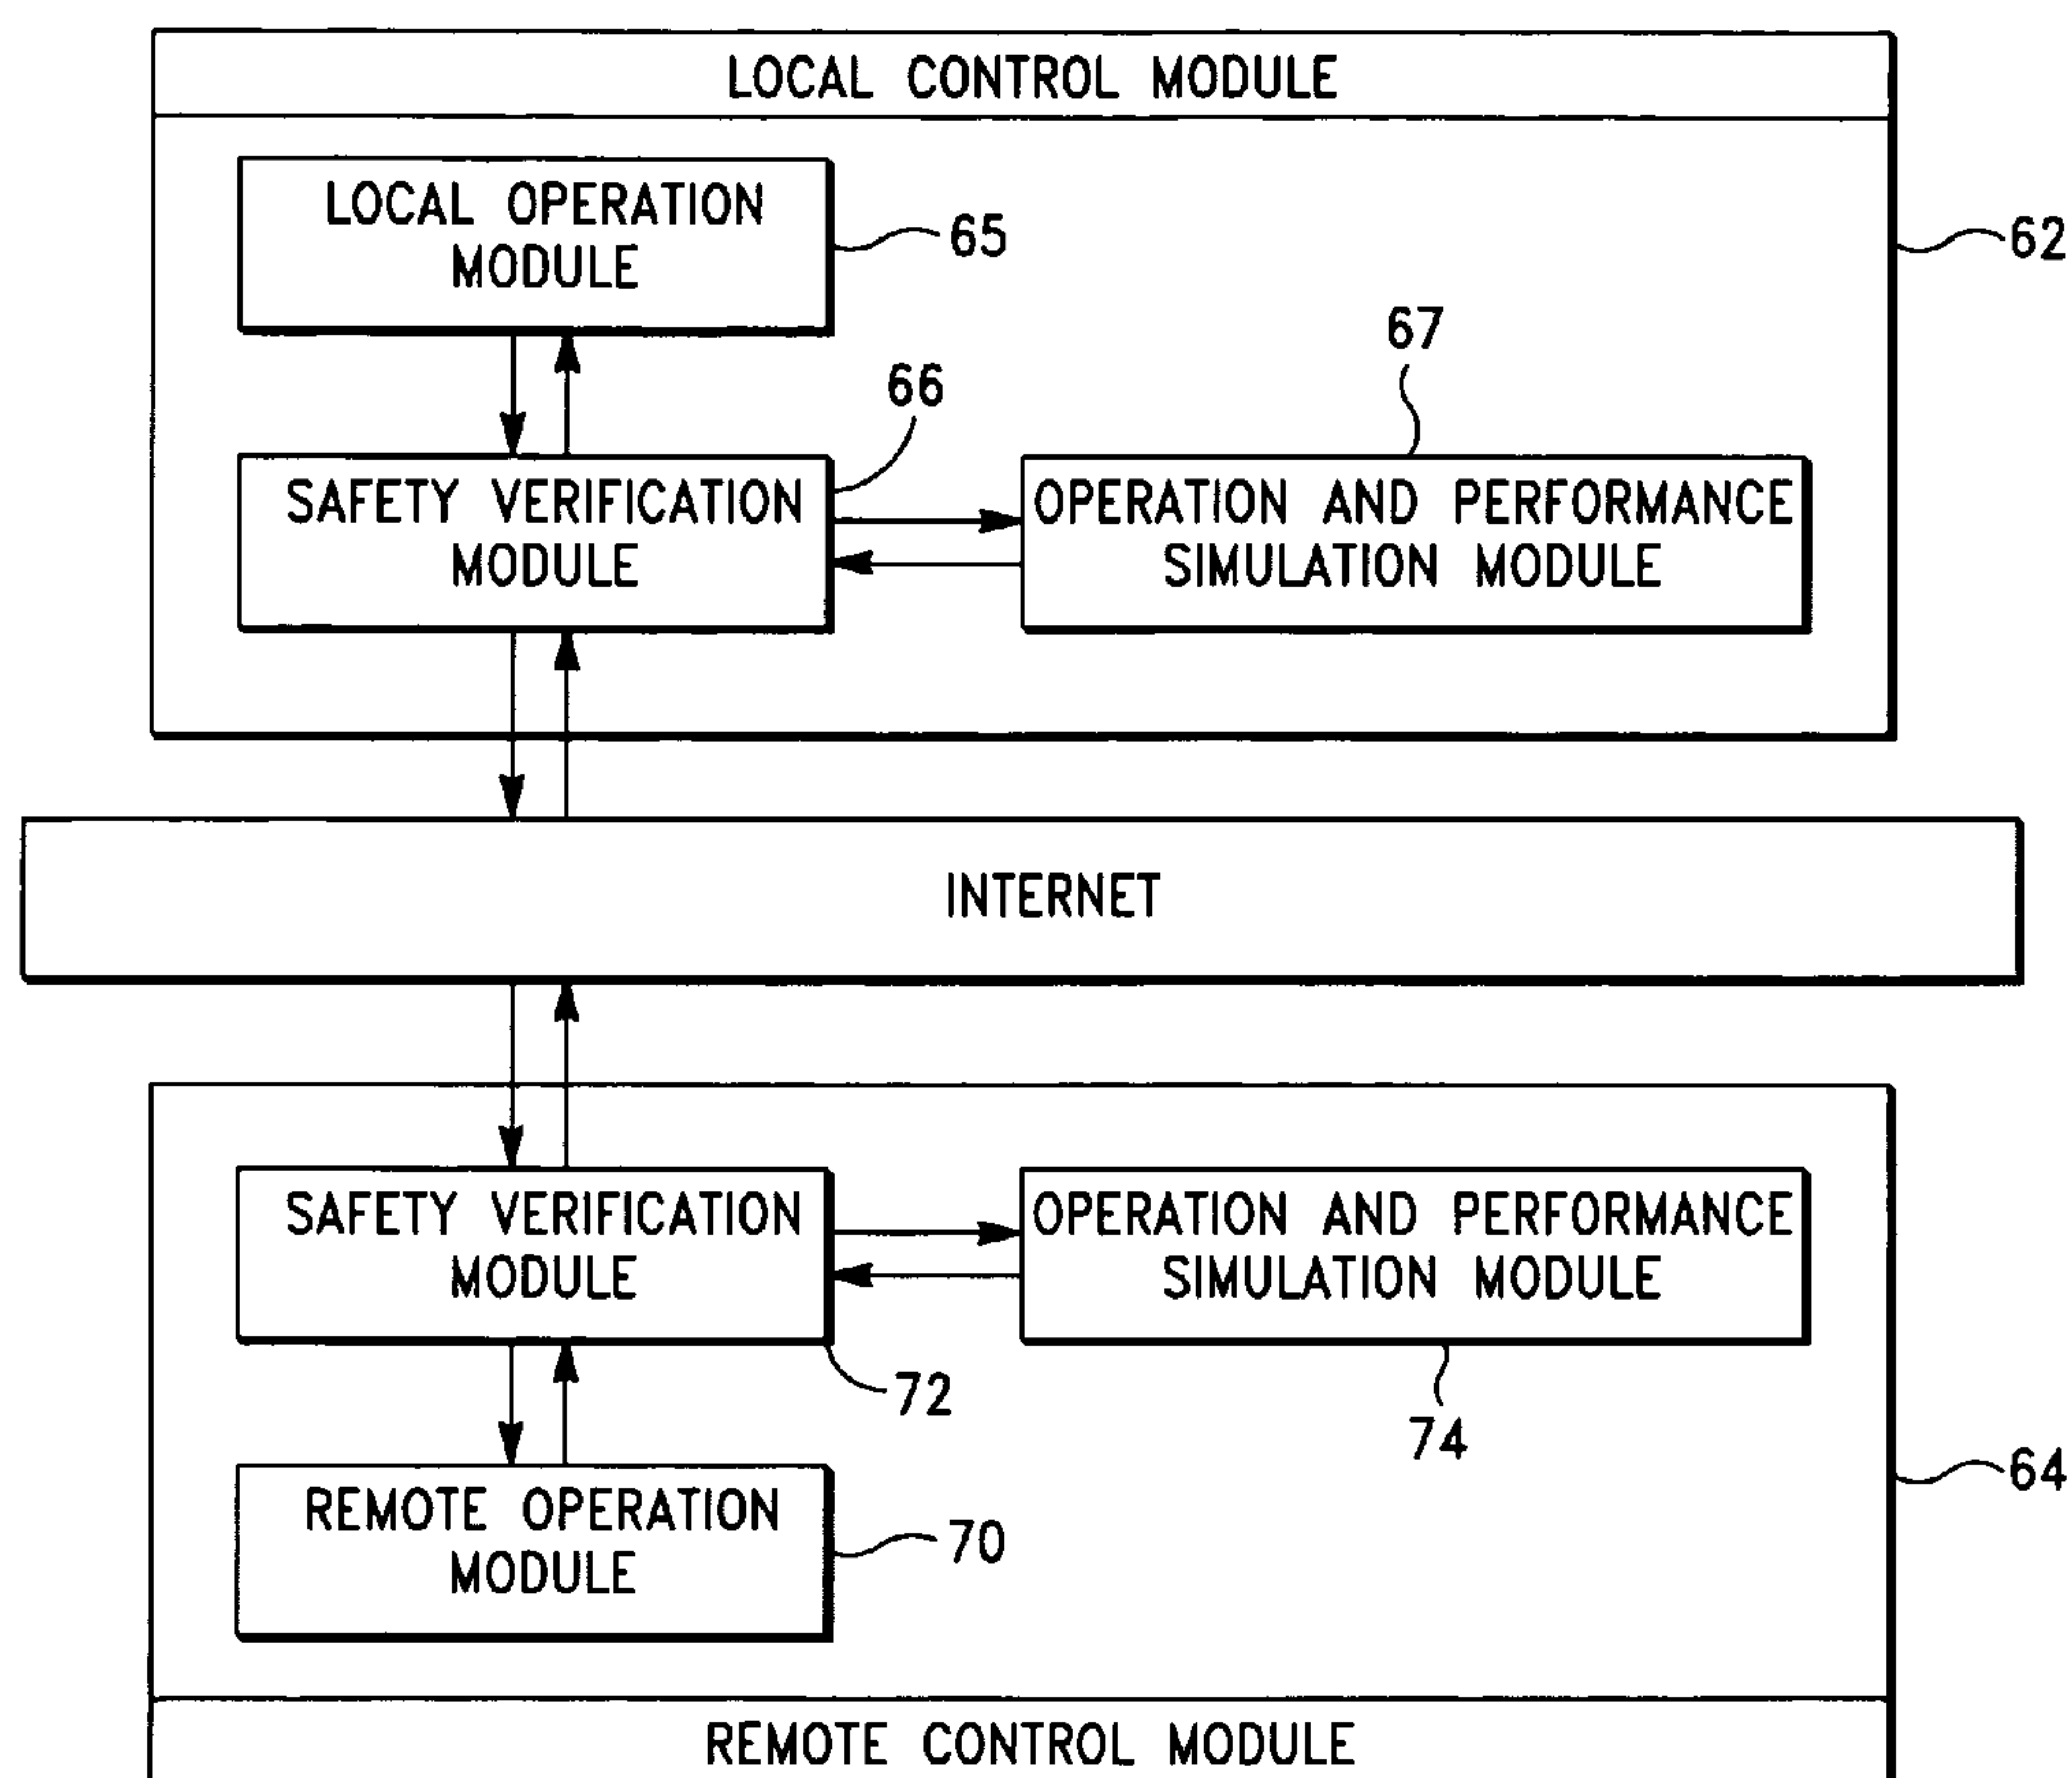 LOCAL CONTROL MODULE
LOCAL OPERATION
MODULE
65
62
67
66
SAFETY VERIFICATION
MODULE
OPERATION AND PERFORMANCE
SIMULATION MODULE
INTERNET
SAFETY VERIFICATION
MODULE
OPERATION AND PERFORMANCE
SIMULATION MODULE
72
74
64
REMOTE OPERATION
MODULE
70
REMOTE CONTROL MODULE